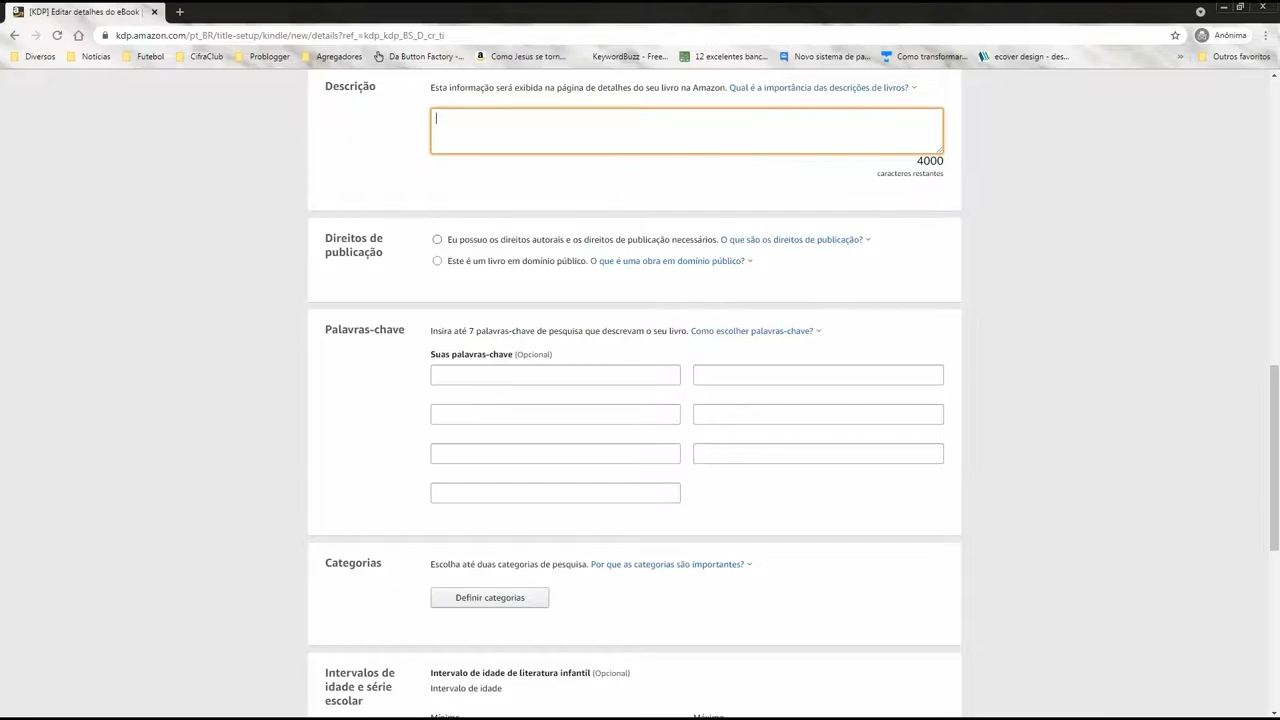 [KDP] Editar detalhes do eBook
kdp.amazon.com/pt_BR/title-setup/kindle/new/details?ref_=kdp_kdp_BS_D_cr_ti
Anônima
Diversos Notícias Futebol CifraClub Problogger Agregadores Da Button Factory -... Como Jesus se torn... KeywordBuzz - Free... 12 excelentes banc... Novo sistema de pa... Como transformar... ecover design - des... » Outros favoritos
Descrição
Esta informação será exibida na página de detalhes do seu livro na Amazon. Qual é a importância das descrições de livros?
4000
caracteres restantes
Direitos de publicação
Eu possuo os direitos autorais e os direitos de publicação necessários. O que são os direitos de publicação?
Este é um livro em domínio público. O que é uma obra em domínio público?
Palavras-chave
Insira até 7 palavras-chave de pesquisa que descrevam o seu livro. Como escolher palavras-chave?
Suas palavras-chave (Opcional)
Categorias
Escolha até duas categorias de pesquisa. Por que as categorias são importantes?
Definir categorias
Intervalos de idade e série escolar
Intervalo de idade de literatura infantil (Opcional)
Intervalo de idade
Mínimo Máximo